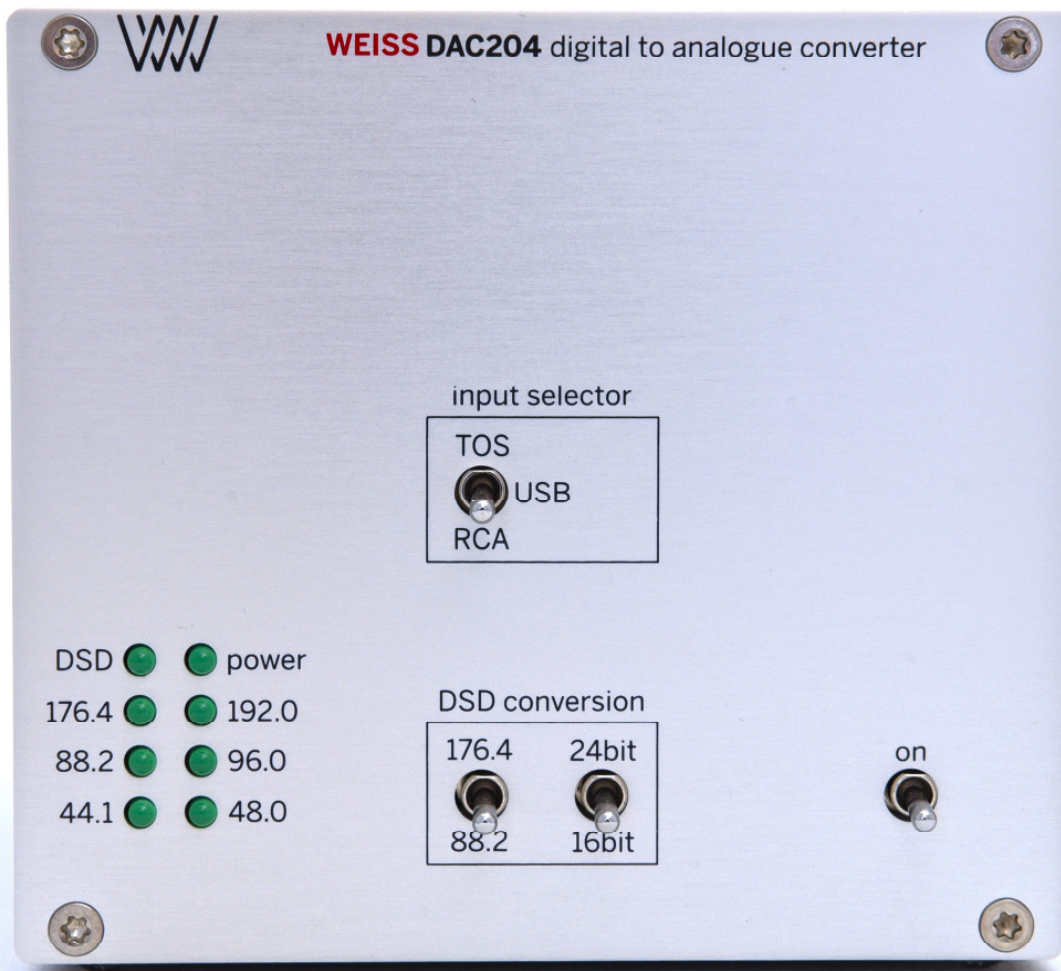 WEISS DAC204 digital to analogue converter
input selector
TOS
USB
RCA
DSD power
176.4 192.0
88.2 96.0
44.1 48.0
DSD conversion
176.4 24bit
88.2 16bit
on